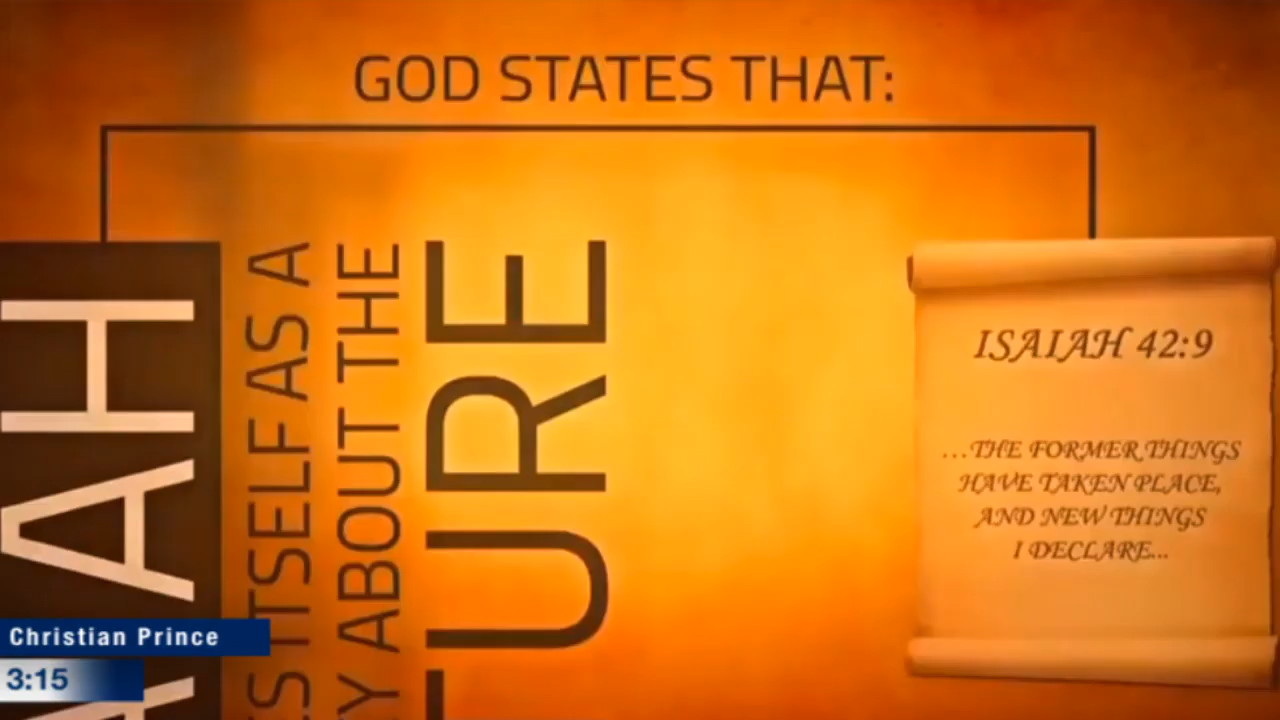 GOD STATES THAT:
AH
ITSELF AS A
ABOUT THE
URE
ISAIAH 42:9
...THE FORMER THINGS
HAVE TAKEN PLACE,
AND NEW THINGS
I DECLARE...
Christian Prince
3:15